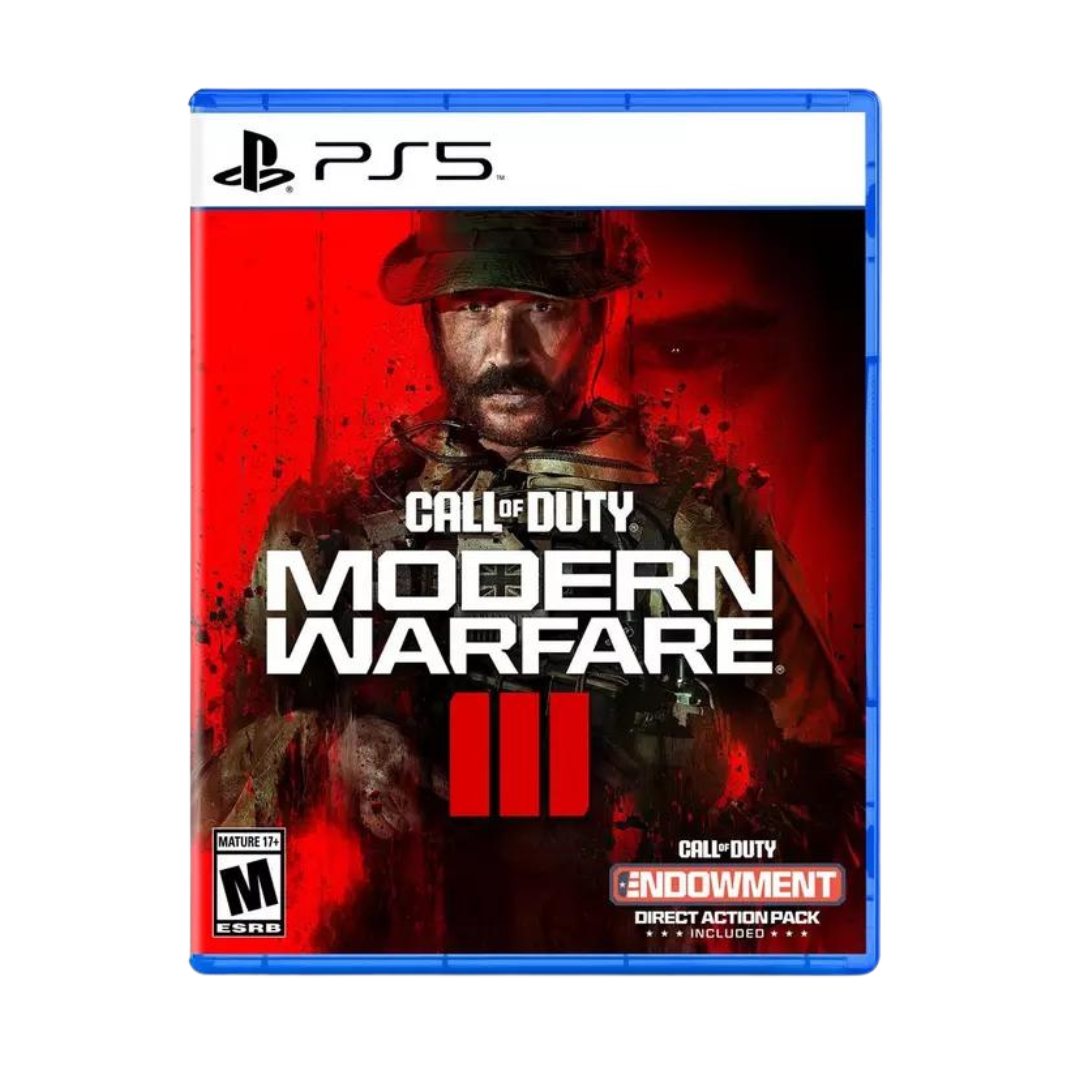 PS5
CALL OF DUTY
MODERN
WARFARE
III
MATURE 17+
M
ESRB
CALL OF DUTY
ENDOWMENT
DIRECT ACTION PACK
INCLUDED